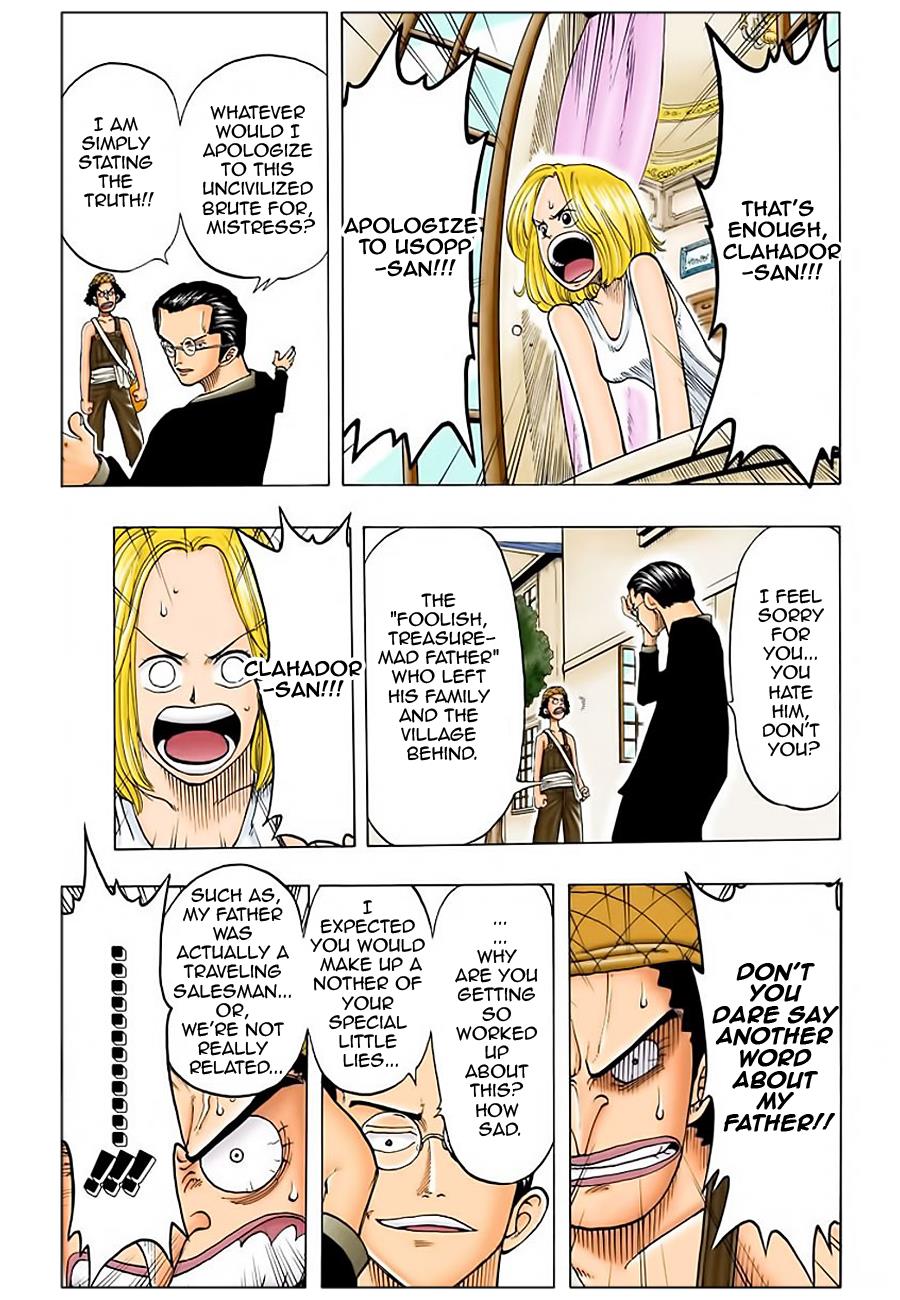 THAT'S
ENOUGH,
CLAHADOR
-SAN!!!
APOLOGIZE
TO USOPP
-SAN!!!
WHATEVER
WOULD I
APOLOGIZE
TO THIS
UNCIVILIZED
BRUTE FOR,
MISTRESS?
I AM
SIMPLY
STATING
THE
TRUTH!!
I FEEL
SORRY
FOR
YOU...
YOU
HATE
HIM,
DON'T
YOU?
THE
"FOOLISH,
TREASURE-
MAD FATHER"
WHO LEFT
HIS FAMILY
AND THE
VILLAGE
BEHIND.
CLAHADOR
-SAN!!!
DON'T
YOU
DARE SAY
ANOTHER
WORD
ABOUT
MY
FATHER!!
...
...
WHY
ARE YOU
GETTING
SO
WORKED
UP
ABOUT
THIS?
HOW
SAD.
I
EXPECTED
YOU WOULD
MAKE UP A
NOTHER OF
YOUR
SPECIAL
LITTLE
LIES...
SUCH AS,
MY FATHER
WAS
ACTUALLY A
TRAVELING
SALESMAN...
OR,
WE'RE NOT
REALLY
RELATED...
............!!!